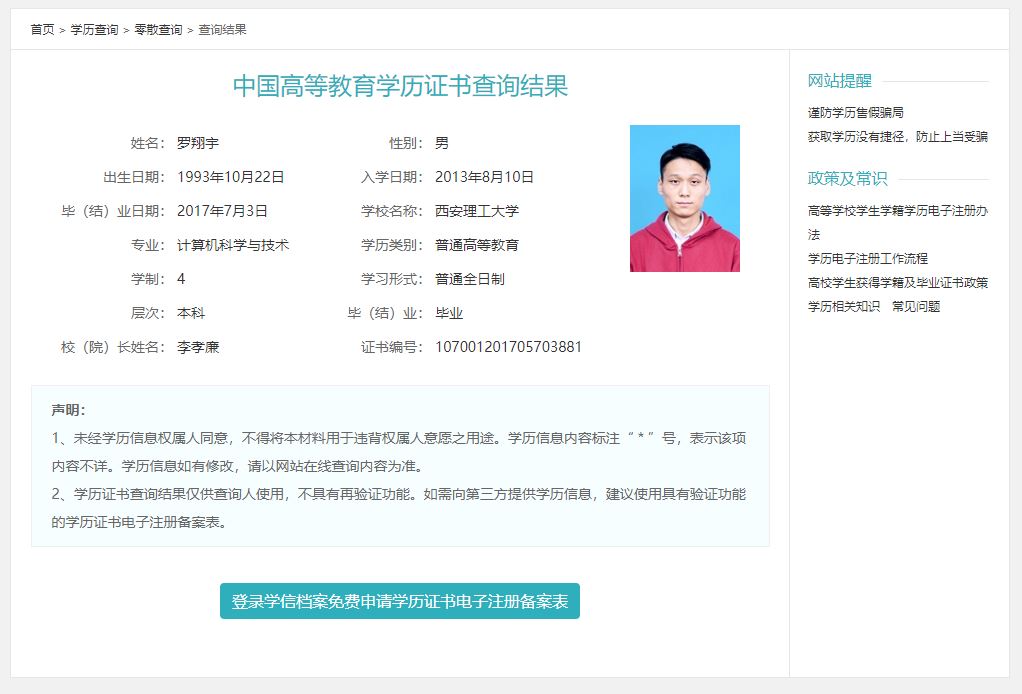 首页 > 学历查询 > 零散查询 > 查询结果
中国高等教育学历证书查询结果
姓名： 罗翔宇 性别： 男
出生日期： 1993年10月22日 入学日期： 2013年8月10日
毕（结）业日期： 2017年7月3日 学校名称： 西安理工大学
专业： 计算机科学与技术 学历类别： 普通高等教育
学制： 4 学习形式： 普通全日制
层次： 本科 毕（结）业： 毕业
校（院）长姓名： 李孝廉 证书编号： 107001201705703881
声明：
1、未经学历信息权属人同意，不得将本材料用于违背权属人意愿之用途。学历信息内容标注“ * ”号，表示该项
内容不详。学历信息如有修改，请以网站在线查询内容为准。
2、学历证书查询结果仅供查询人使用，不具有再验证功能。如需向第三方提供学历信息，建议使用具有验证功能
的学历证书电子注册备案表。
登录学信档案免费申请学历证书电子注册备案表
网站提醒
谨防学历售假骗局
获取学历没有捷径，防止上当受骗
政策及常识
高等学校学生学籍学历电子注册办
法
学历电子注册工作流程
高校学生获得学籍及毕业证书政策
学历相关知识 常见问题